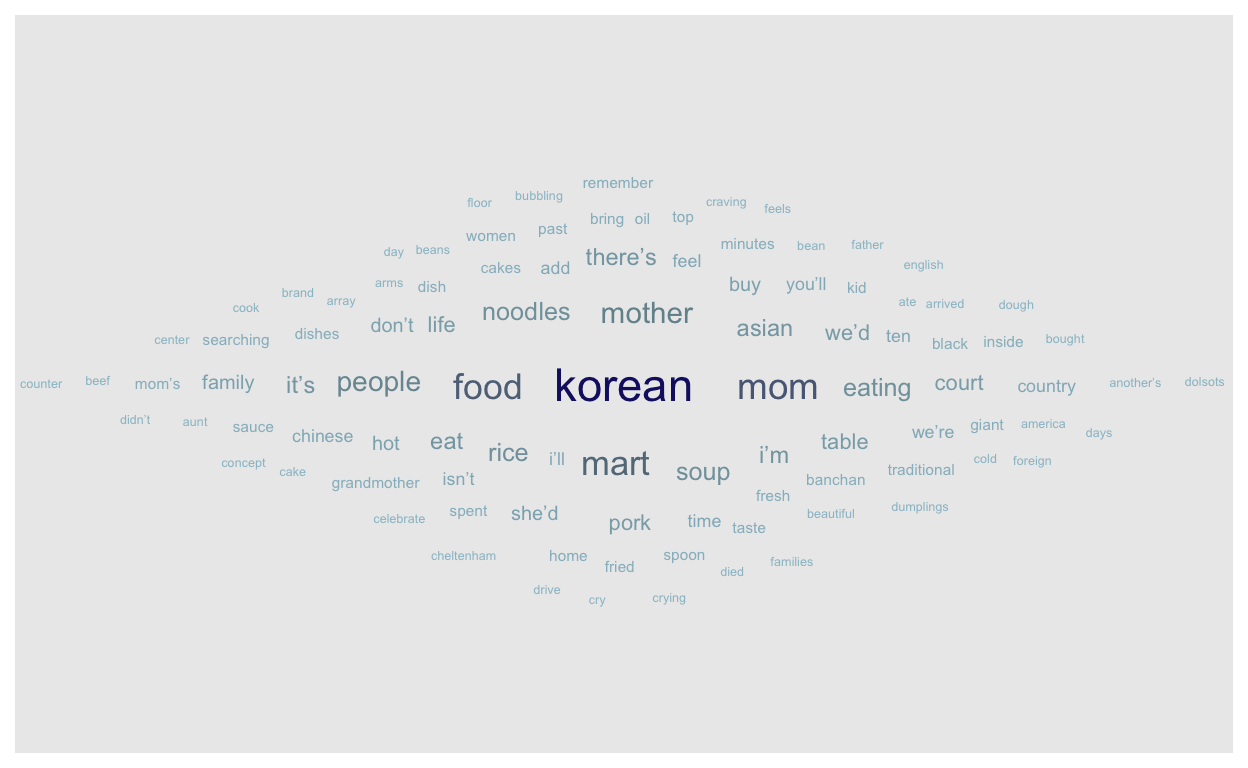 remember
floor bubbling craving feels
women past bring oil top
day beans there’s feel minutes bean father
cakes add english
brand array arms dish buy you’ll kid
cook noodles mother ate arrived dough
don’t life asian we’d ten
center searching dishes black inside bought
counter beef mom’s family it’s people food korean mom eating court country another’s dolsots
didn’t aunt sauce we’re giant america days
chinese hot eat table
concept cake rice i’ll mart soup i’m cold foreign
grandmother isn’t banchan traditional
fresh
celebrate spent she’d beautiful dumplings
pork time taste
cheltenham home fried spoon died families
drive cry crying